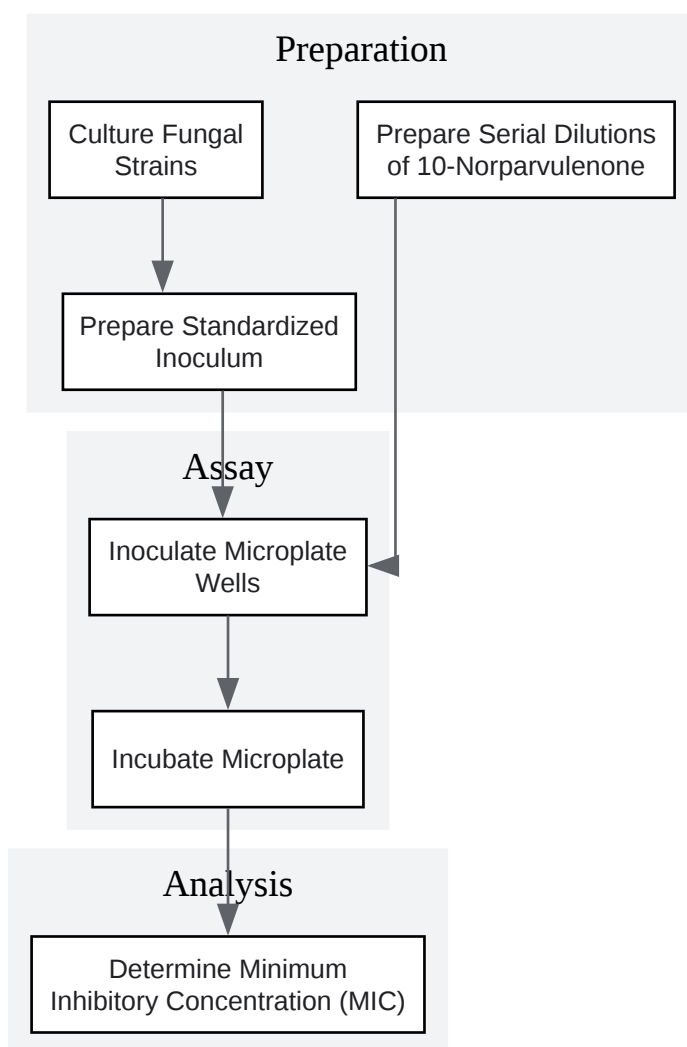 Preparation
Culture Fungal
Strains
Prepare Serial Dilutions
of 10-Norparvulenone
Prepare Standardized
Inoculum
Assay
Inoculate Microplate
Wells
Incubate Microplate
Analysis
Determine Minimum
Inhibitory Concentration (MIC)